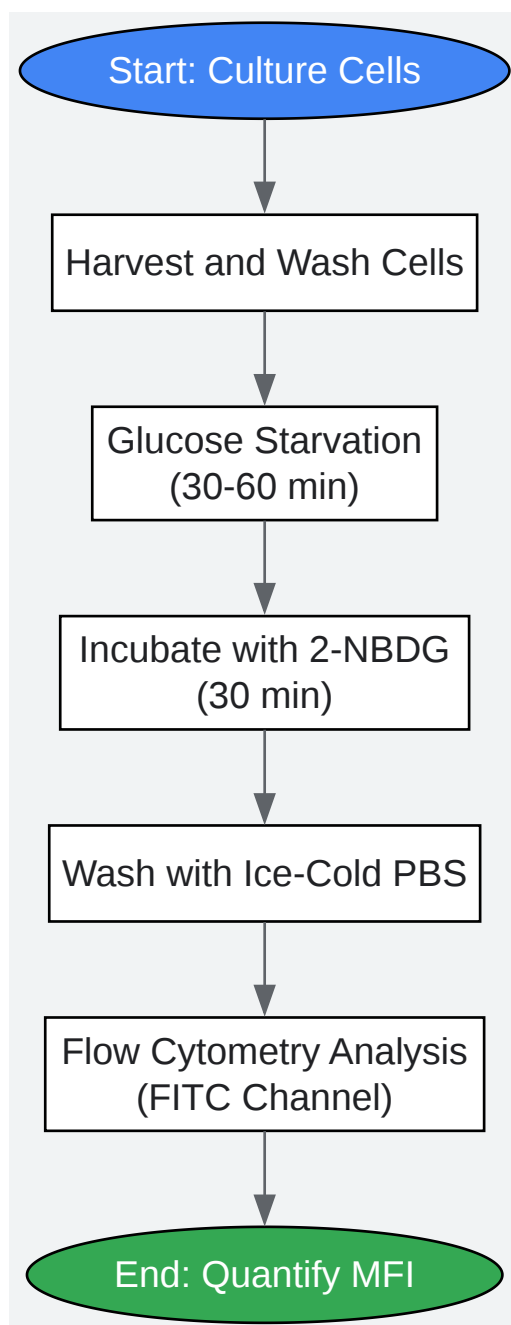 Start: Culture Cells
Harvest and Wash Cells
Glucose Starvation
(30-60 min)
Incubate with 2-NBDG
(30 min)
Wash with Ice-Cold PBS
Flow Cytometry Analysis
(FITC Channel)
End: Quantify MFI